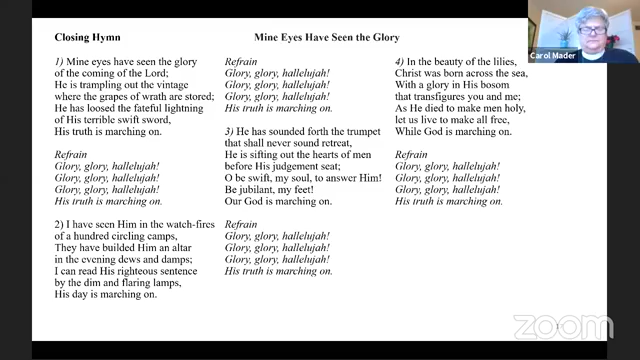 Closing Hymn
Mine Eyes Have Seen the Glory
1) Mine eyes have seen the glory
of the coming of the Lord;
He is trampling out the vintage
where the grapes of wrath are stored;
He has loosed the fateful lightning
of His terrible swift sword,
His truth is marching on.
Refrain
Glory, glory, hallelujah!
Glory, glory, hallelujah!
Glory, glory, hallelujah!
His truth is marching on.
2) I have seen Him in the watch-fires
of a hundred circling camps,
They have builded Him an altar
in the evening dews and damps;
I can read His righteous sentence
by the dim and flaring lamps,
His day is marching on.
Refrain
Glory, glory, hallelujah!
Glory, glory, hallelujah!
Glory, glory, hallelujah!
His truth is marching on.
3) He has sounded forth the trumpet
that shall never sound retreat,
He is sifting out the hearts of men
before His judgement seat;
O be swift, my soul, to answer Him!
Be jubilant, my feet!
Our God is marching on.
Refrain
Glory, glory, hallelujah!
Glory, glory, hallelujah!
Glory, glory, hallelujah!
His truth is marching on.
4) In the beauty of the lilies,
Christ was born across the sea,
With a glory in His bosom
that transfigures you and me;
As He died to make men holy,
let us live to make all free,
While God is marching on.
Refrain
Glory, glory, hallelujah!
Glory, glory, hallelujah!
Glory, glory, hallelujah!
His truth is marching on.
Carol Mader
zoom